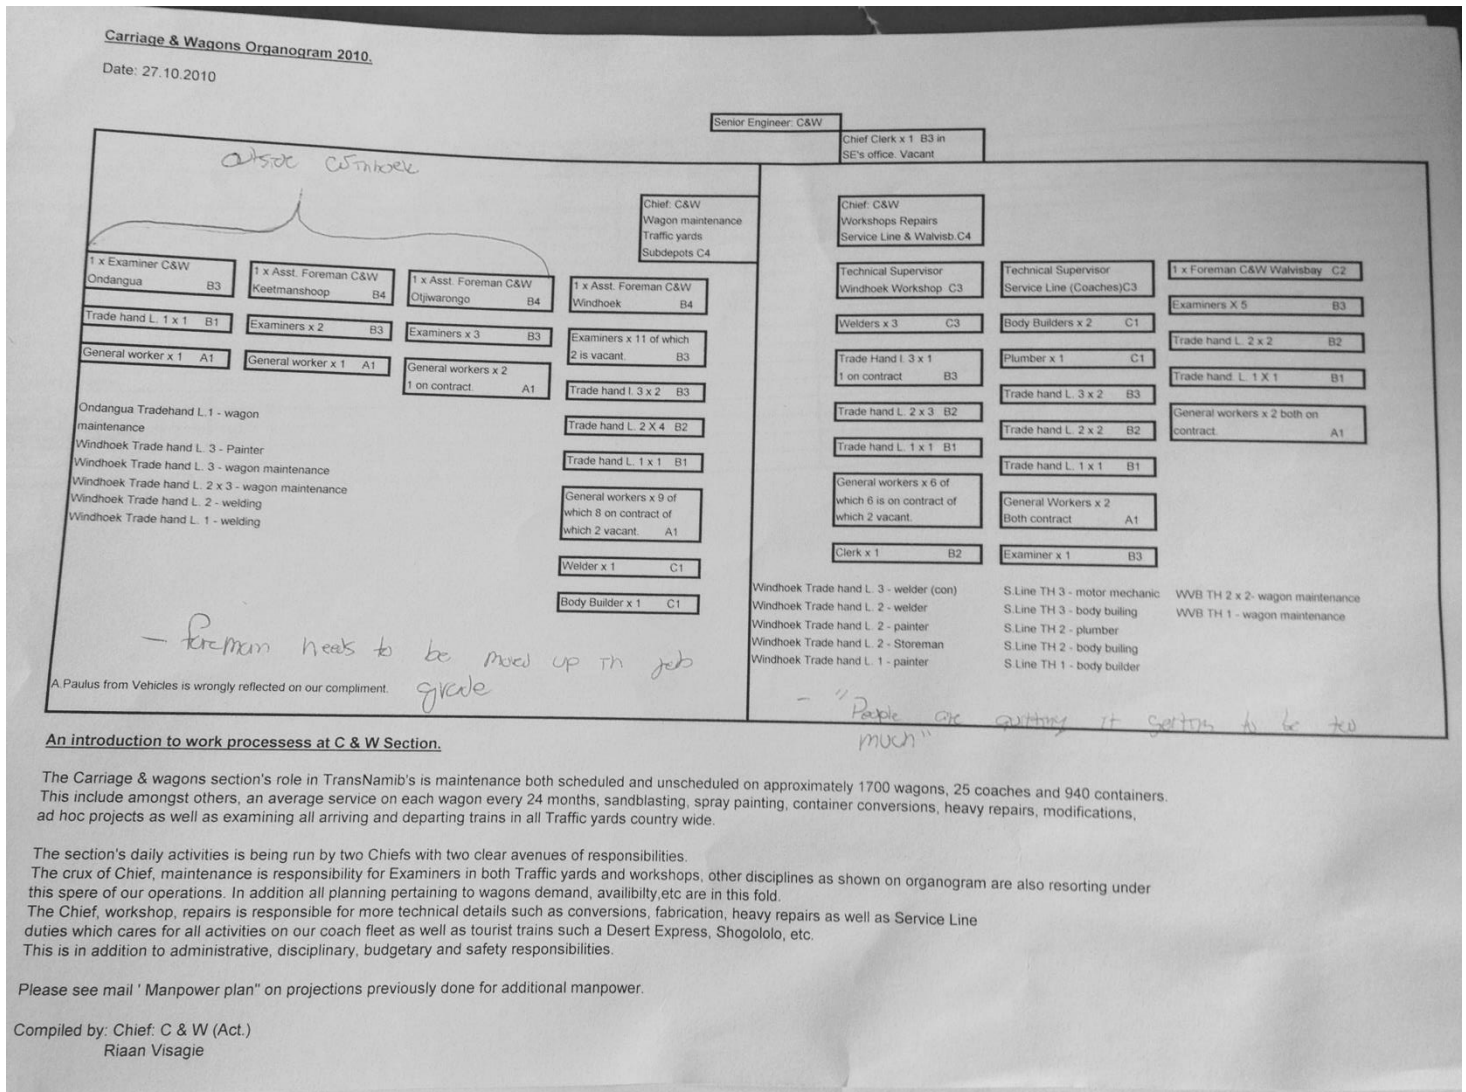 Carriage & Wagons Organogram 2010.
Date: 27.10.2010
Senior Engineer: C&W
Chief Clerk x 1 B3 in
SE's office. Vacant
outside Windhoek
Chief: C&W
Wagon maintenance
Traffic yards
Subdepots C4
1 x Examiner C&W
Ondangua B3
Trade hand L. 1 x 1 B1
General worker x 1 A1
1 x Asst. Foreman C&W
Keetmanshoop B4
Examiners x 2 B3
General worker x 1 A1
1 x Asst. Foreman C&W
Otjiwarongo B4
Examiners x 3 B3
General workers x 2
1 on contract. A1
1 x Asst. Foreman C&W
Windhoek B4
Examiners x 11 of which
2 is vacant. B3
Trade hand l. 3 x 2 B3
Trade hand L. 2 X 4 B2
Trade hand L. 1 x 1 B1
General workers x 9 of
which 8 on contract of
which 2 vacant. A1
Welder x 1 C1
Body Builder x 1 C1
Ondangua Tradehand L.1 - wagon
maintenance
Windhoek Trade hand L. 3 - Painter
Windhoek Trade hand L. 3 - wagon maintenance
Windhoek Trade hand L. 2 x 3 - wagon maintenance
Windhoek Trade hand L. 2 - welding
Windhoek Trade hand L. 1 - welding
- foreman needs to be moved up in job
grade
A.Paulus from Vehicles is wrongly reflected on our compliment.
Chief: C&W
Workshops Repairs
Service Line & Walvisb.C4
Technical Supervisor
Windhoek Workshop C3
Welders x 3 C3
Trade Hand l. 3 x 1
1 on contract B3
Trade hand L. 2 x 3 B2
Trade hand L. 1 x 1 B1
General workers x 6 of
which 6 is on contract of
which 2 vacant.
Clerk x 1 B2
Technical Supervisor
Service Line (Coaches)C3
Body Builders x 2 C1
Plumber x 1 C1
Trade hand L. 3 x 2 B3
Trade hand L. 2 x 2 B2
Trade hand L. 1 x 1 B1
General Workers x 2
Both contract A1
Examiner x 1 B3
1 x Foreman C&W Walvisbay C2
Examiners X 5 B3
Trade hand L. 2 x 2 B2
Trade hand. L. 1 X 1 B1
General workers x 2 both on
contract. A1
Windhoek Trade hand L. 3 - welder (con)
Windhoek Trade hand L. 2 - welder
Windhoek Trade hand L. 2 - painter
Windhoek Trade hand L. 2 - Storeman
Windhoek Trade hand L. 1 - painter
S.Line TH 3 - motor mechanic
S.Line TH 3 - body builing
S.Line TH 2 - plumber
S.Line TH 2 - body builing
S.Line TH 1 - body builder
WVB TH 2 x 2- wagon maintenance
WVB TH 1 - wagon maintenance
- "People are quitting it getting to be too
much"
An introduction to work processess at C & W Section.
The Carriage & wagons section's role in TransNamib's is maintenance both scheduled and unscheduled on approximately 1700 wagons, 25 coaches and 940 containers.
This include amongst others, an average service on each wagon every 24 months, sandblasting, spray painting, container conversions, heavy repairs, modifications,
ad hoc projects as well as examining all arriving and departing trains in all Traffic yards country wide.
The section's daily activities is being run by two Chiefs with two clear avenues of responsibilities.
The crux of Chief, maintenance is responsibility for Examiners in both Traffic yards and workshops, other disciplines as shown on organogram are also resorting under
this spere of our operations. In addition all planning pertaining to wagons demand, availibilty,etc are in this fold.
The Chief, workshop, repairs is responsible for more technical details such as conversions, fabrication, heavy repairs as well as Service Line
duties which cares for all activities on our coach fleet as well as tourist trains such a Desert Express, Shogololo, etc.
This is in addition to administrative, disciplinary, budgetary and safety responsibilities.
Please see mail ' Manpower plan" on projections previously done for additional manpower.
Compiled by: Chief: C & W (Act.)
Riaan Visagie